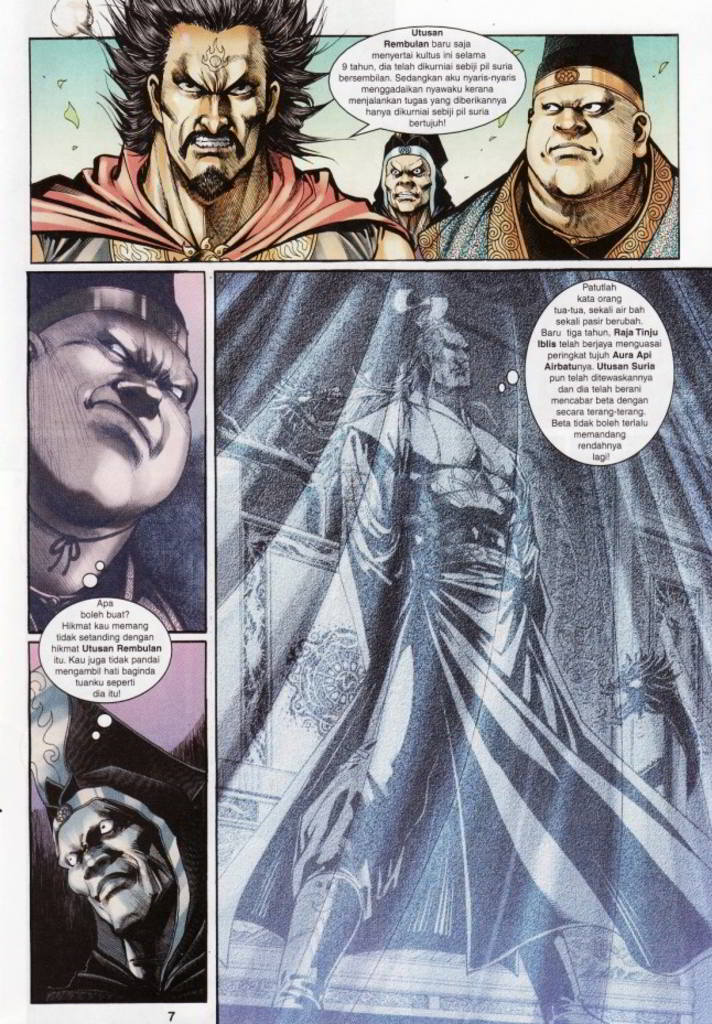 Utusan
Rembulan baru saja
menyertai kultus ini selama
9 tahun, dia telah dikurniai sebiji pil suria
bersembilan. Sedangkan aku nyaris-nyaris
menggadaikan nyawaku kerana
menjalankan tugas yang diberikannya
hanya dikurniai sebiji pil suria
bertujuh!
Patutlah
kata orang
tua-tua, sekali air bah
sekali pasir berubah.
Baru tiga tahun, Raja Tinju
Iblis telah berjaya menguasai
peringkat tujuh Aura Api
Airbatunya. Utusan Suria
pun telah ditewaskannya
dan dia telah berani
mencabar beta dengan
secara terang-terang.
Beta tidak boleh terlalu
memandang
rendahnya!
Apa
boleh buat?
Hikmat kau memang
tidak setanding dengan
hikmat Utusan Rembulan
itu. Kau juga tidak pandai
mengambil hati baginda
tuanku seperti
dia itu!
7